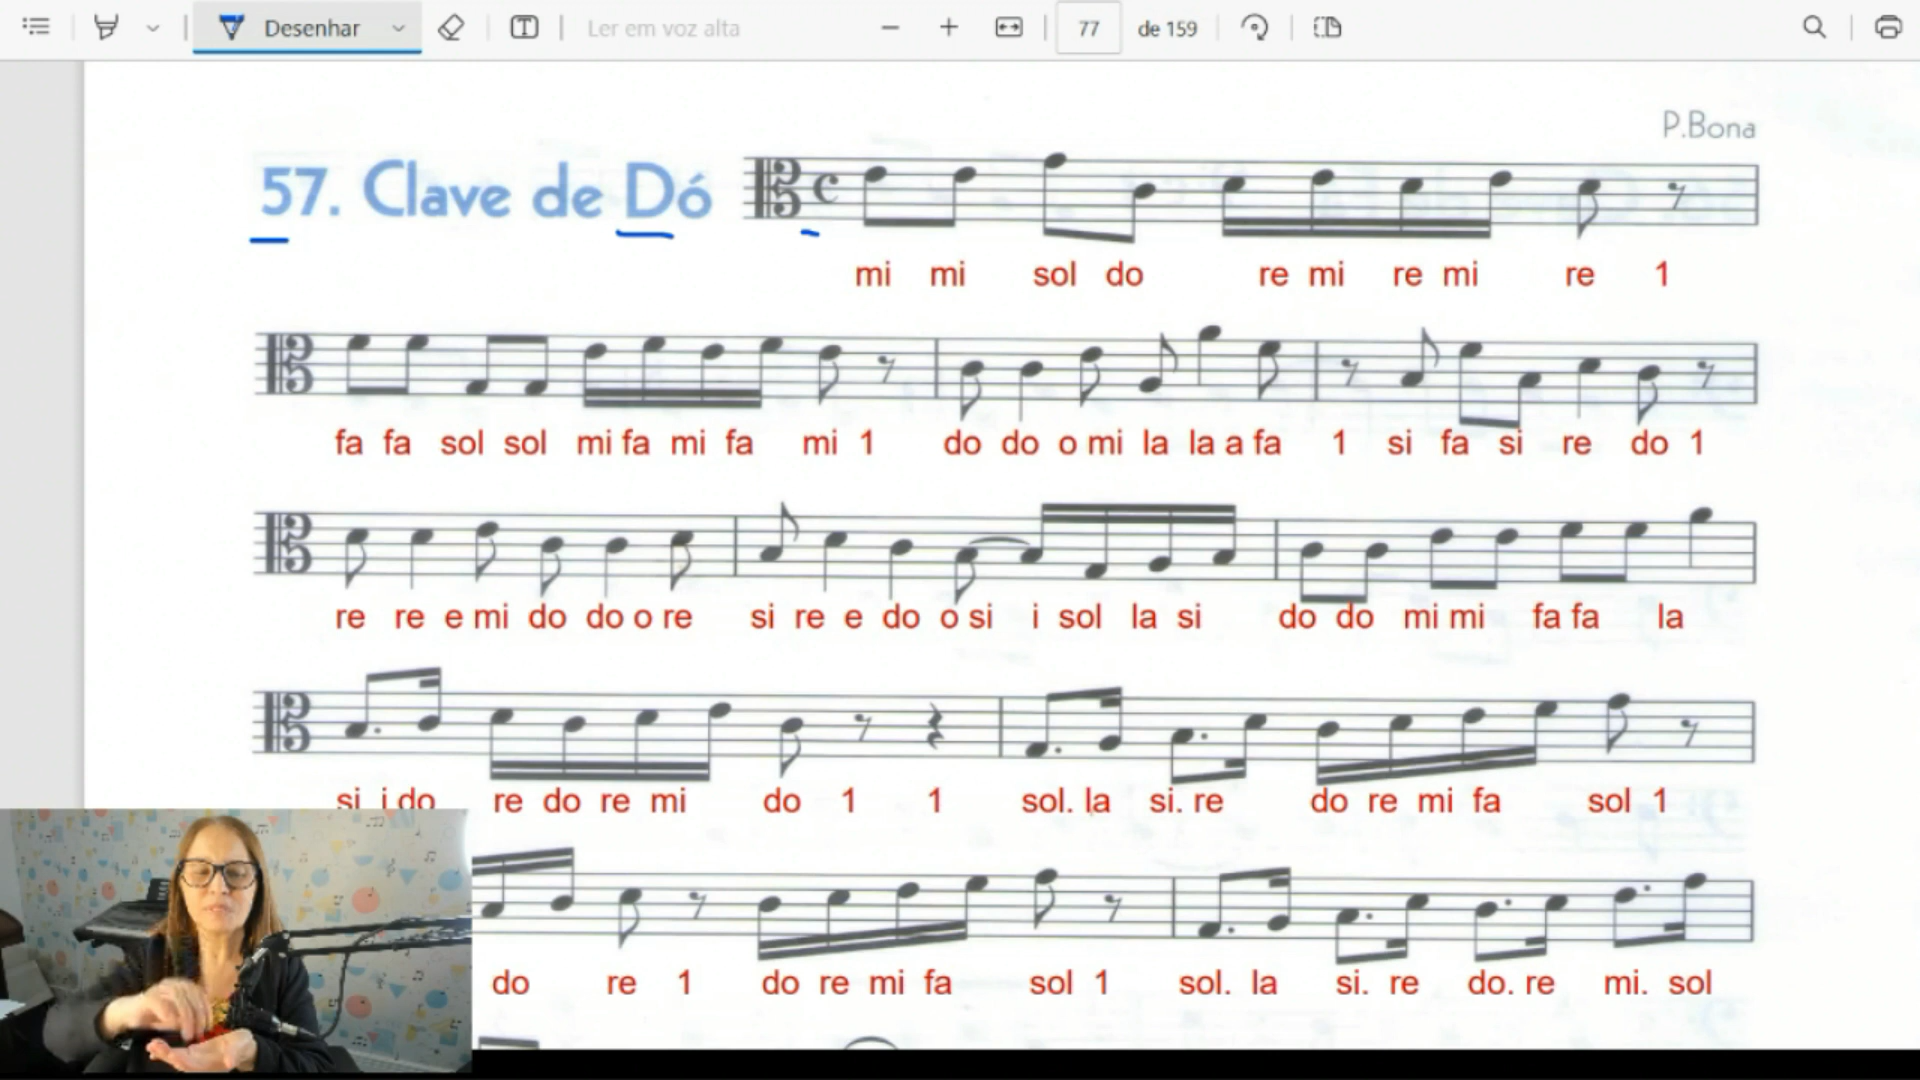 Desenhar
Ler em voz alta
77 de 159
P.Bona
57. Clave de Dó
mi mi sol do re mi re mi re 1
fa fa sol sol mi fa mi fa mi 1 do do o mi la la a fa 1 si fa si re do 1
re re e mi do do o re si re e do o si i sol la si do do mi mi fa fa la
si i do re do re mi do 1 1 sol. la si. re do re mi fa sol 1
do re 1 do re mi fa sol 1 sol. la si. re do. re mi. sol